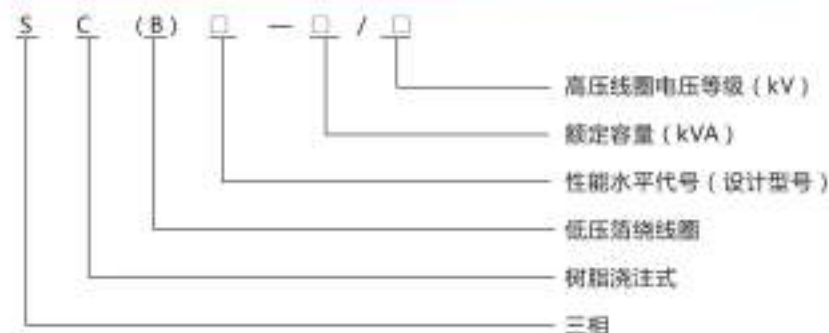 S C (B) □ — □ / □
高压线圈电压等级(kV)
额定容量(kVA)
性能水平代号(设计型号)
低压箔绕线圈
树脂浇注式
三相